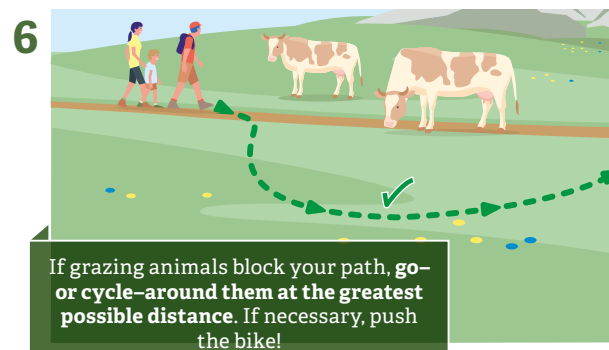 6
If grazing animals block your path, go–
or cycle–around them at the greatest
possible distance. If necessary, push
the bike!